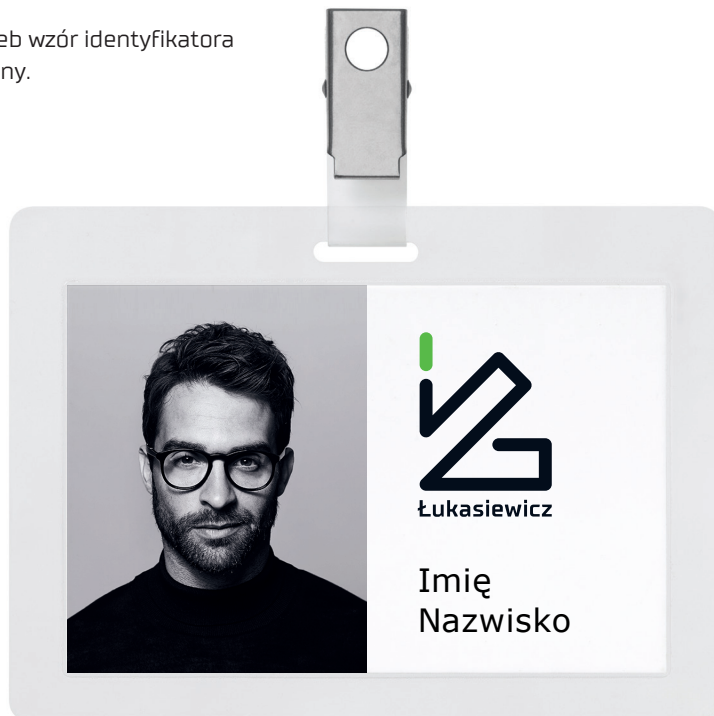 eb wzór identyfikatora
ny.
Łukasiewicz
Imię
Nazwisko